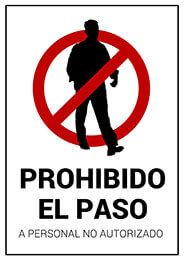 PROHIBIDO
EL PASO
A PERSONAL NO AUTORIZADO